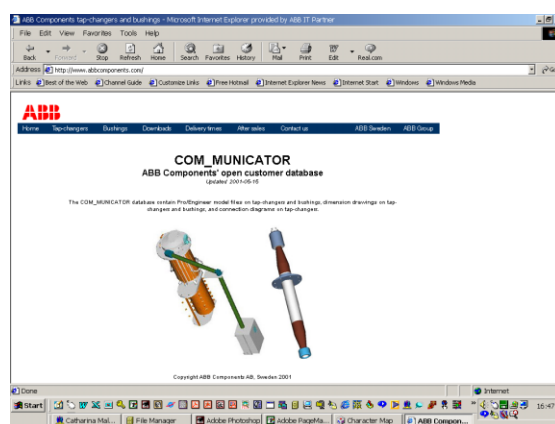 ABB Components tap-changers and bushings - Microsoft Internet Explorer provided by ABB IT Partner
File Edit View Favorites Tools Help
Back Forward Stop Refresh Home Search Favorites History Mail Print Edit Real.com
Address http://www.abbcomponents.com/
Links Best of the Web Channel Guide Customize Links Free Hotmail Internet Explorer News Internet Start Windows Windows Media
ABB
Home Tap-changers Bushings Downloads Delivery times After sales Contact us ABB Sweden ABB Group
COM_MUNICATOR
ABB Components' open customer database
Updated 2001-05-15
The COM_MUNICATOR database contain Pro/Engineer model files on tap-changers and bushings, dimension drawings on tap-
changers and bushings, and connection diagrams on tap-changers.
Copyright ABB Components AB, Sweden 2001
Done Internet
Start 16:47
Catharina Mal... File Manager Adobe Photoshop Adobe PageMa... Character Map ABB Compon...